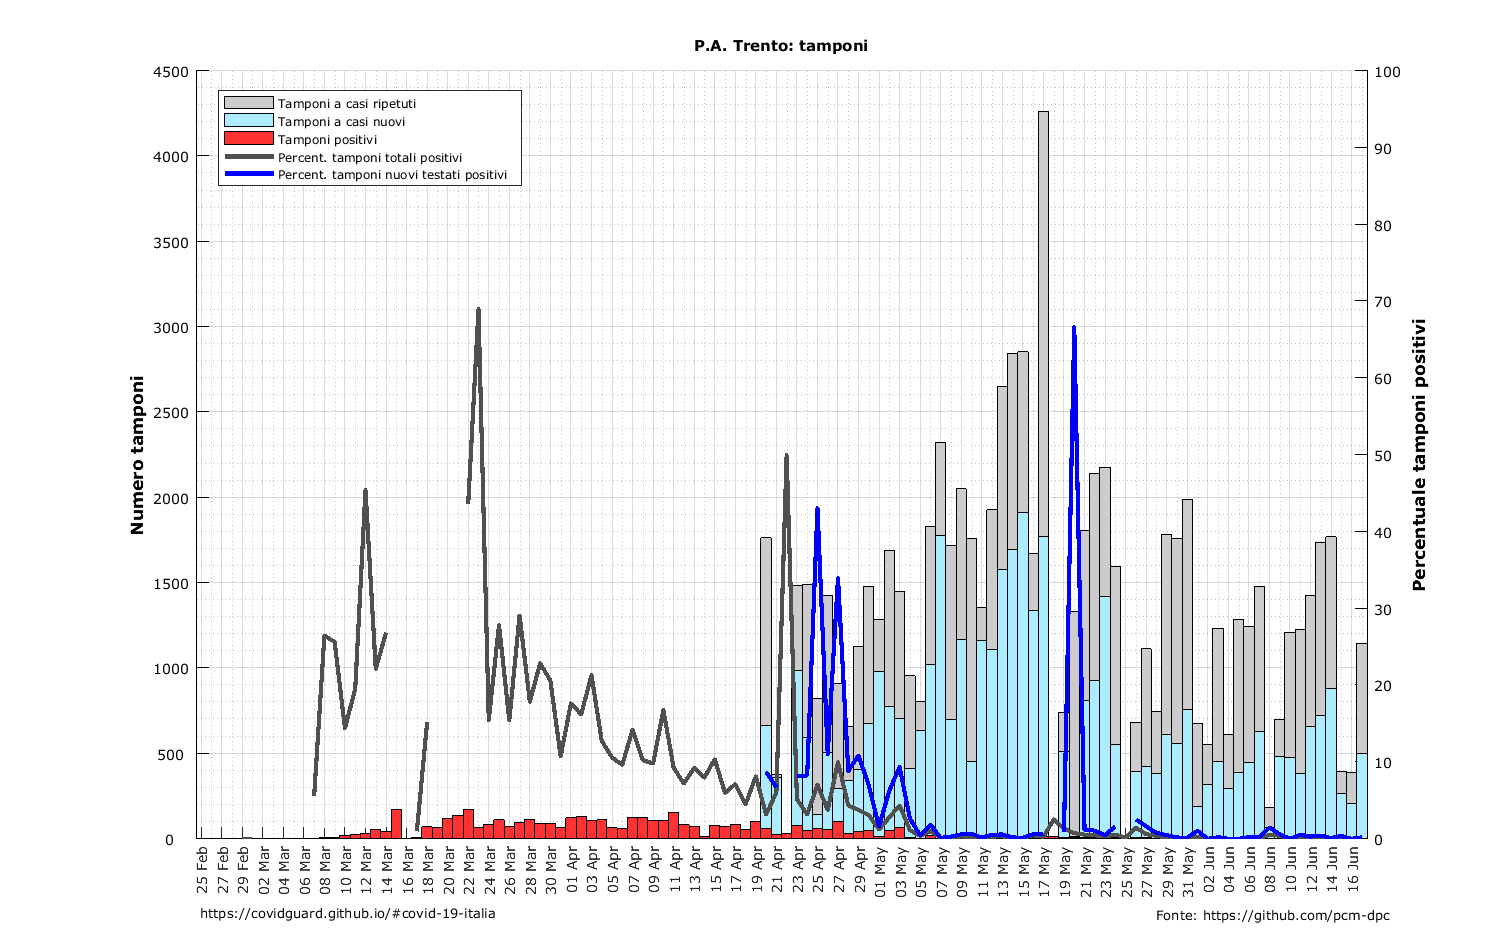 P.A. Trento: tamponi
Tamponi a casi ripetuti
Tamponi a casi nuovi
Tamponi positivi
Percent. tamponi totali positivi
Percent. tamponi nuovi testati positivi
Numero tamponi
4500
4000
3500
3000
2500
2000
1500
1000
500
0
Percentuale tamponi positivi
100
90
80
70
60
50
40
30
20
10
0
25 Feb
27 Feb
29 Feb
02 Mar
04 Mar
06 Mar
08 Mar
10 Mar
12 Mar
14 Mar
16 Mar
18 Mar
20 Mar
22 Mar
24 Mar
26 Mar
28 Mar
30 Mar
01 Apr
03 Apr
05 Apr
07 Apr
09 Apr
11 Apr
13 Apr
15 Apr
17 Apr
19 Apr
21 Apr
23 Apr
25 Apr
27 Apr
29 Apr
01 May
03 May
05 May
07 May
09 May
11 May
13 May
15 May
17 May
19 May
21 May
23 May
25 May
27 May
29 May
31 May
02 Jun
04 Jun
06 Jun
08 Jun
10 Jun
12 Jun
14 Jun
16 Jun
https://covidguard.github.io/#covid-19-italia
Fonte: https://github.com/pcm-dpc